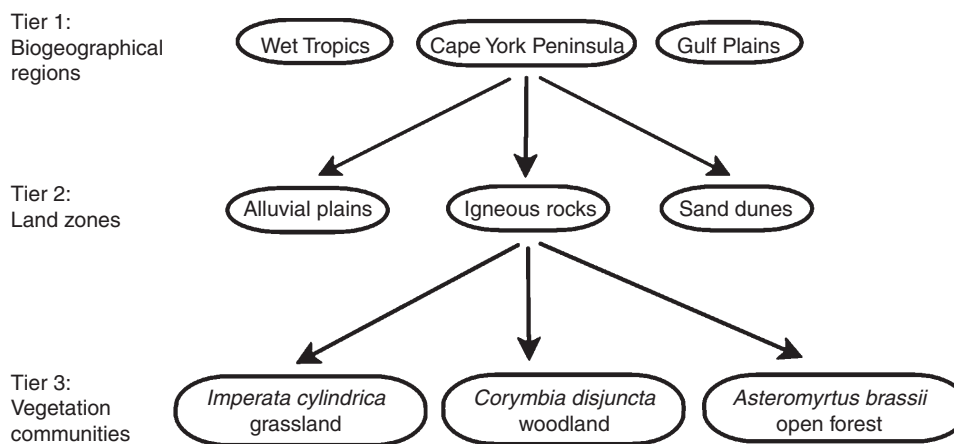 Tier 1:
Biogeographical
regions
Wet Tropics
Cape York Peninsula
Gulf Plains
Tier 2:
Land zones
Alluvial plains
Igneous rocks
Sand dunes
Tier 3:
Vegetation
communities
Imperata cylindrica
grassland
Corymbia disjuncta
woodland
Asteromyrtus brassii
open forest